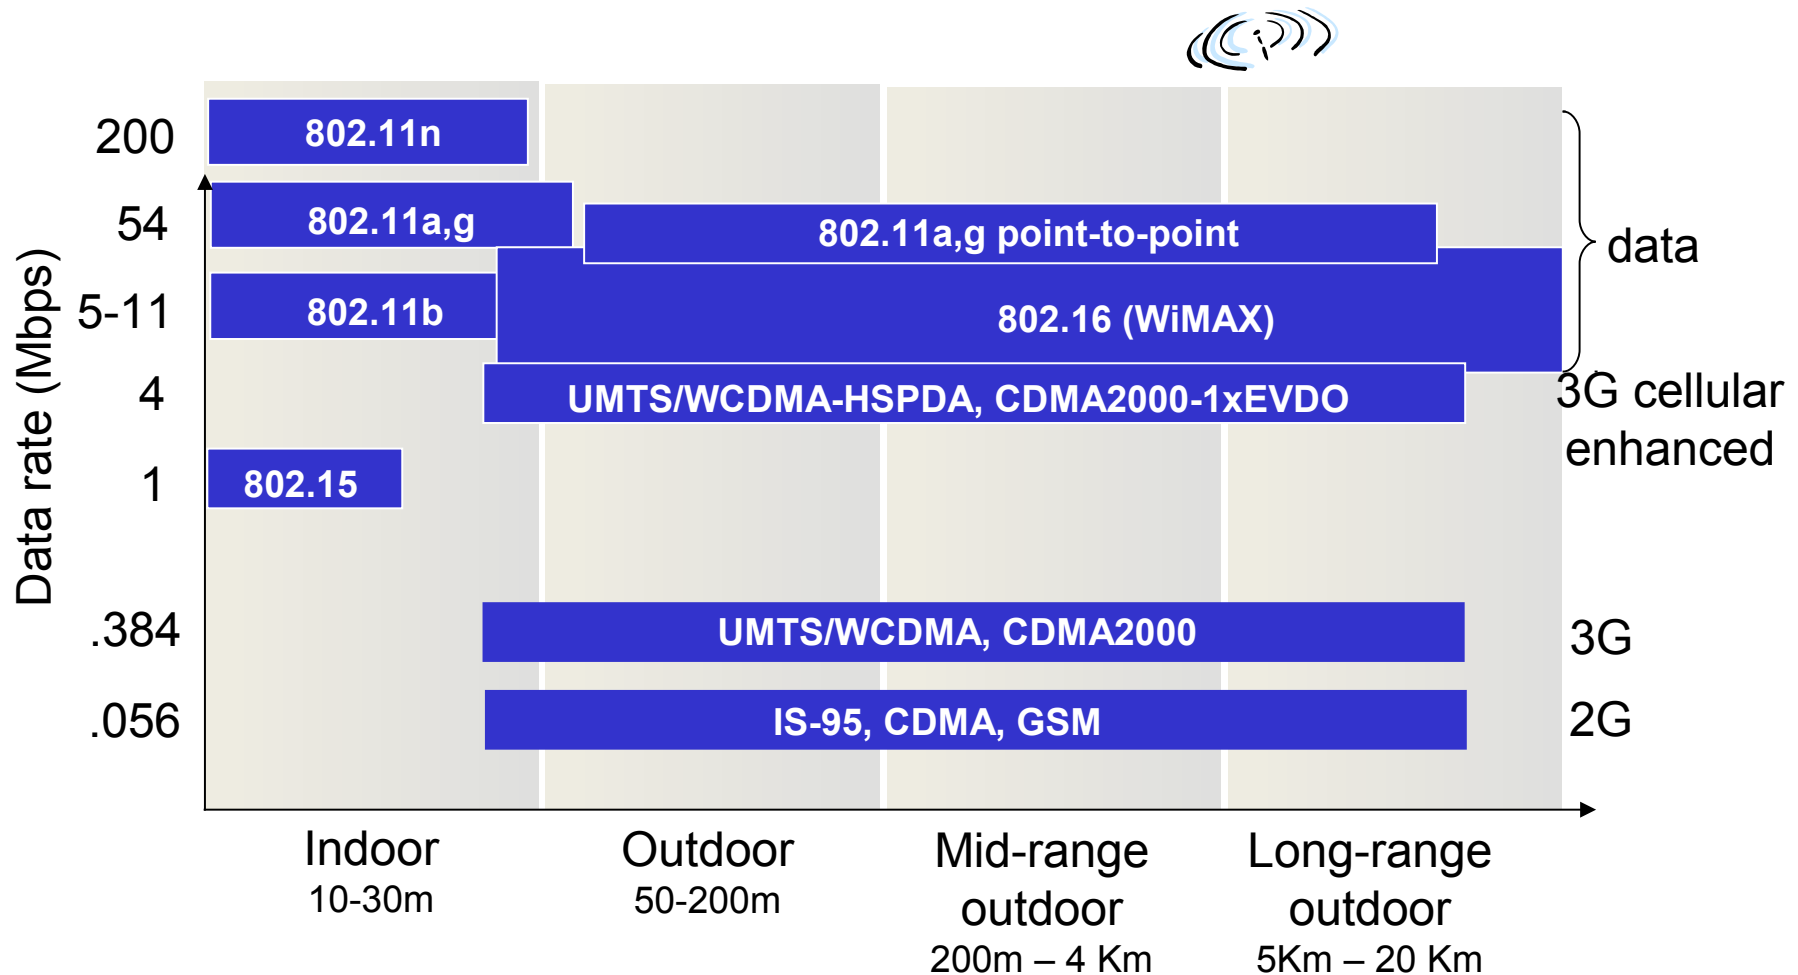 200
802.11n
54
802.11a,g
802.11a,g point-to-point
data
5-11
802.11b
802.16 (WiMAX)
4
UMTS/WCDMA-HSPDA, CDMA2000-1xEVDO
3G cellular
enhanced
1
802.15
.384
UMTS/WCDMA, CDMA2000
3G
.056
IS-95, CDMA, GSM
2G
Data rate (Mbps)
Indoor
10-30m
Outdoor
50-200m
Mid-range
outdoor
200m – 4 Km
Long-range
outdoor
5Km – 20 Km